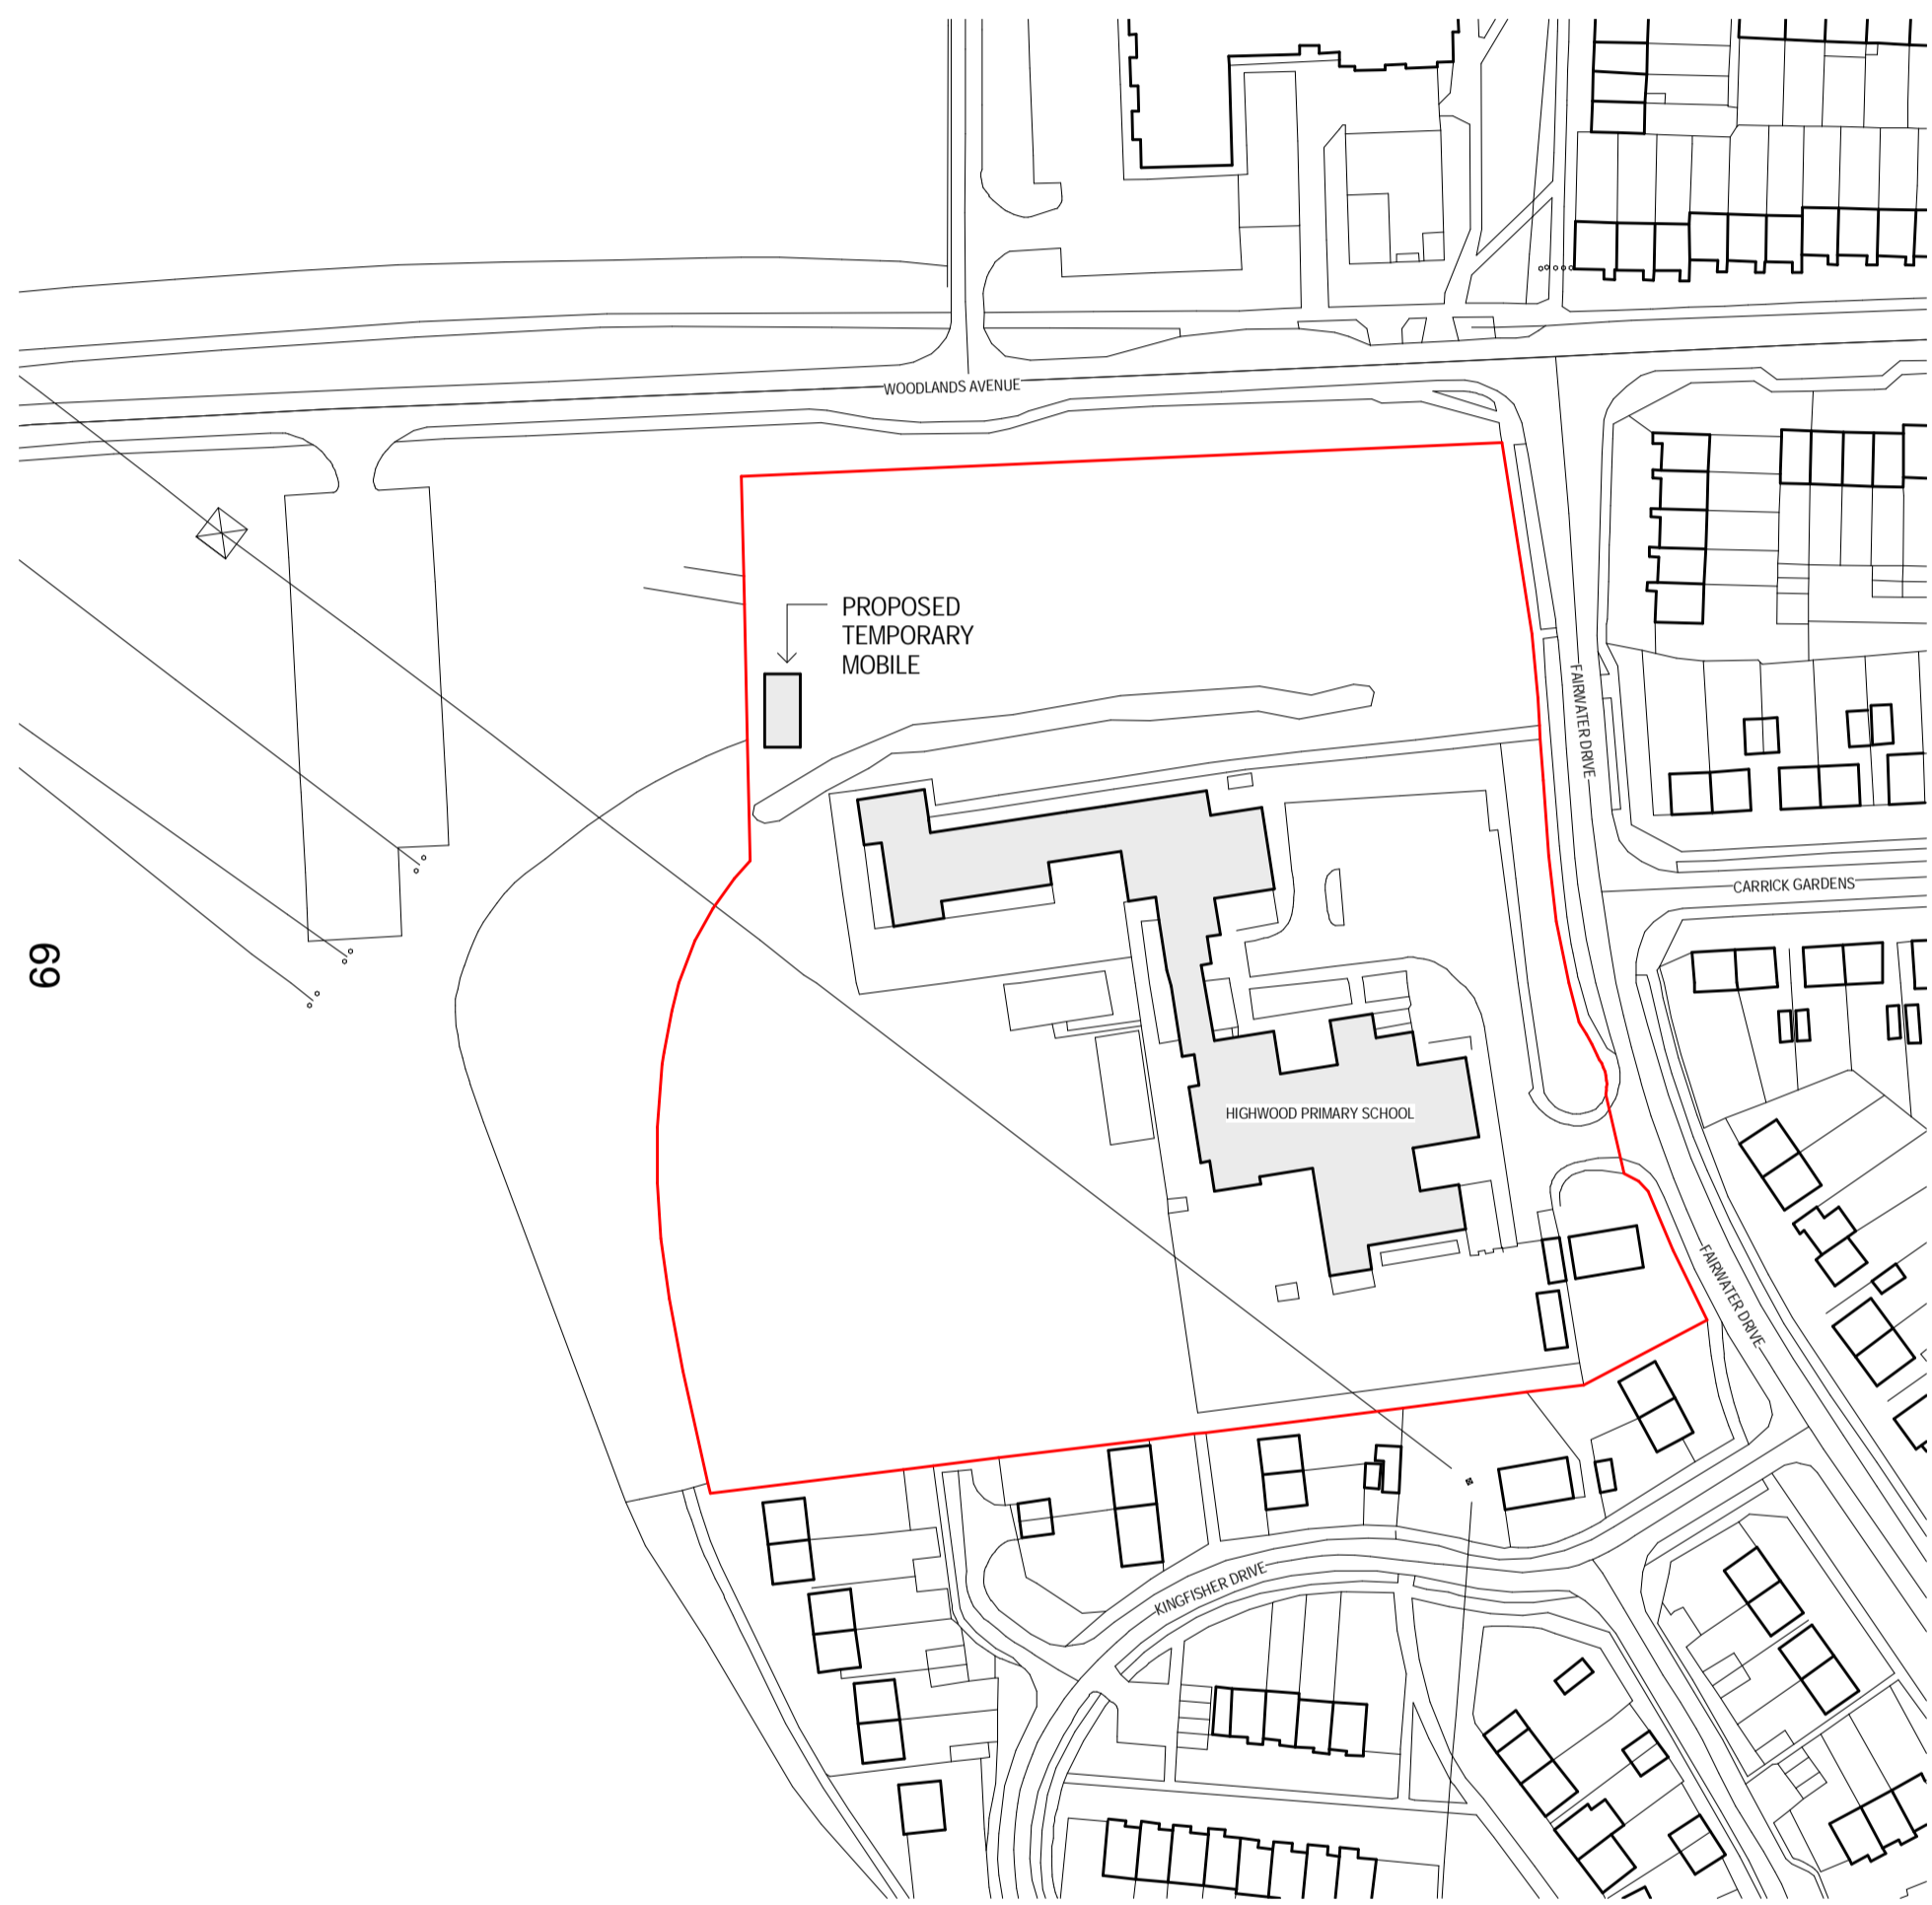 WOODLANDS AVENUE
PROPOSED
TEMPORARY
MOBILE
FAIRWATER DRIVE
CARRICK GARDENS
69
HIGHWOOD PRIMARY SCHOOL
FAIRWATER DRIVE
KINGFISHER DRIVE